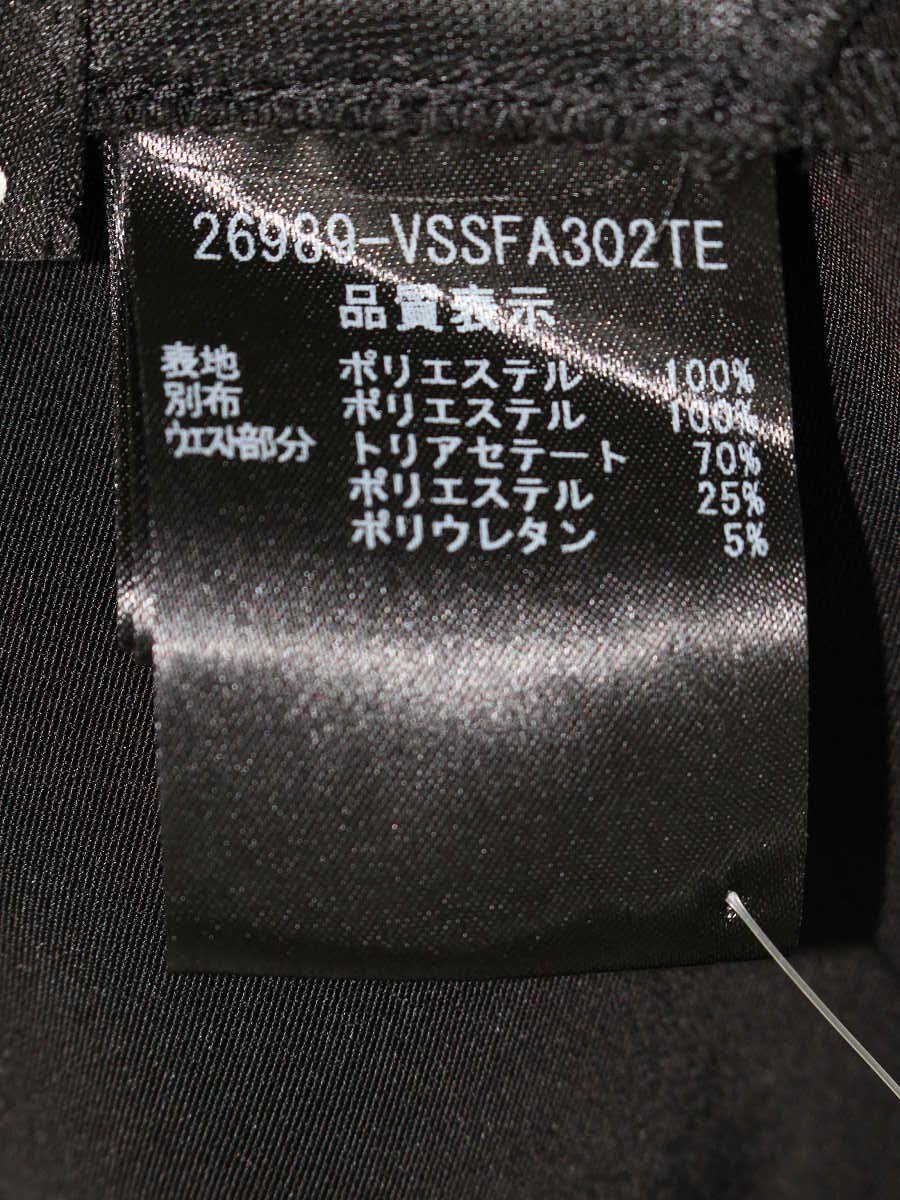 26989-VSSFA302TE
品質表示
表地 ポリエステル 100%
別布 ポリエステル 100%
ウエスト部分 トリアセテート 70%
ポリエステル 25%
ポリウレタン 5%